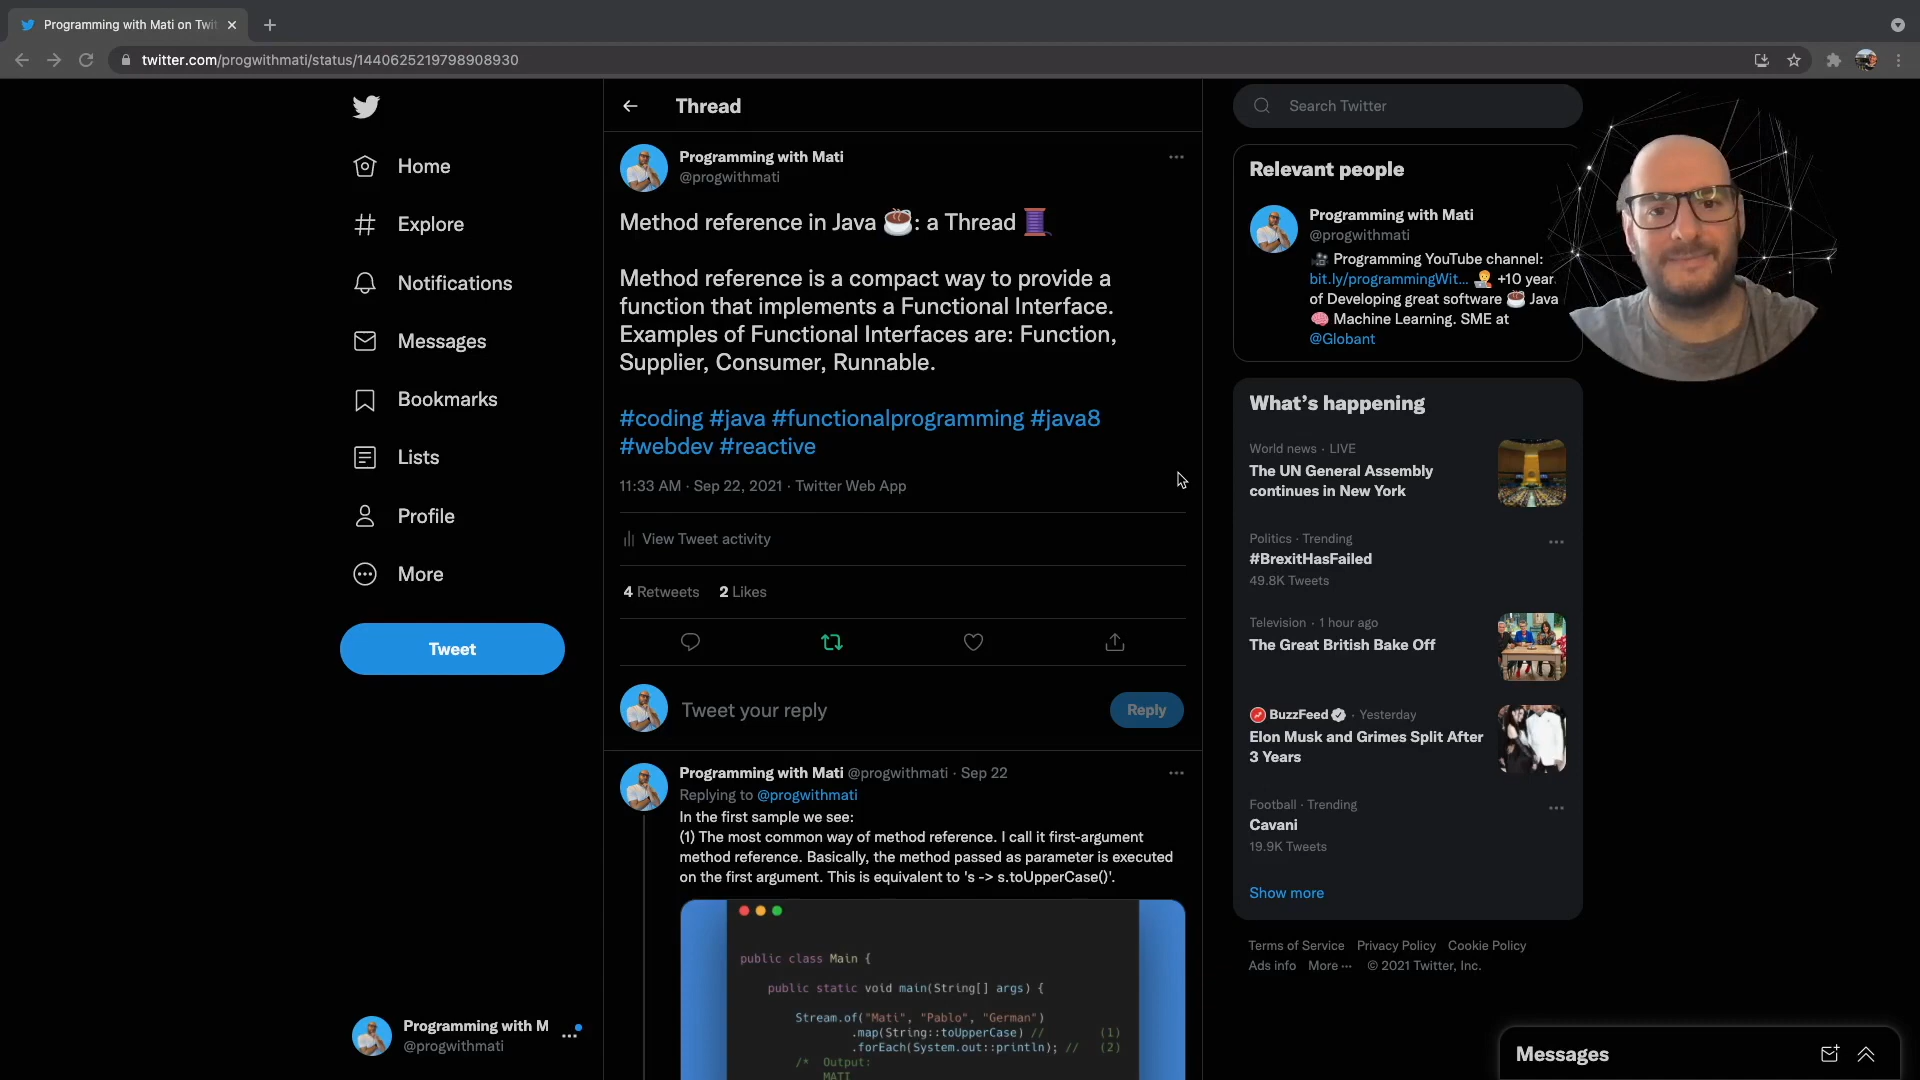 Programming with Mati on Twit
twitter.com/progwithmati/status/1440625219798908930
Home
Explore
Notifications
Messages
Bookmarks
Lists
Profile
More
Tweet
Programming with M
@progwithmati
Thread
Programming with Mati
@progwithmati
Method reference in Java ☕: a Thread 🧵
Method reference is a compact way to provide a
function that implements a Functional Interface.
Examples of Functional Interfaces are: Function,
Supplier, Consumer, Runnable.
#coding #java #functionalprogramming #java8
#webdev #reactive
11:33 AM · Sep 22, 2021 · Twitter Web App
View Tweet activity
4 Retweets 2 Likes
Tweet your reply
Reply
Programming with Mati @progwithmati · Sep 22
Replying to @progwithmati
In the first sample we see:
(1) The most common way of method reference. I call it first-argument
method reference. Basically, the method passed as parameter is executed
on the first argument. This is equivalent to 's -> s.toUpperCase()'.
public class Main {
public static void main(String[] args) {
Stream.of("Mati", "Pablo", "German")
.map(String::toUpperCase) // (1)
.forEach(System.out::println); // (2)
/* Output:
MATI
Search Twitter
Relevant people
Programming with Mati
@progwithmati
🎥 Programming YouTube channel:
bit.ly/programmingWit... 👨‍💻 +10 year
of Developing great software ☕ Java
🧠 Machine Learning. SME at
@Globant
What's happening
World news · LIVE
The UN General Assembly
continues in New York
Politics · Trending
#BrexitHasFailed
49.8K Tweets
Television · 1 hour ago
The Great British Bake Off
BuzzFeed · Yesterday
Elon Musk and Grimes Split After
3 Years
Football · Trending
Cavani
19.9K Tweets
Show more
Terms of Service Privacy Policy Cookie Policy
Ads info More ··· © 2021 Twitter, Inc.
Messages